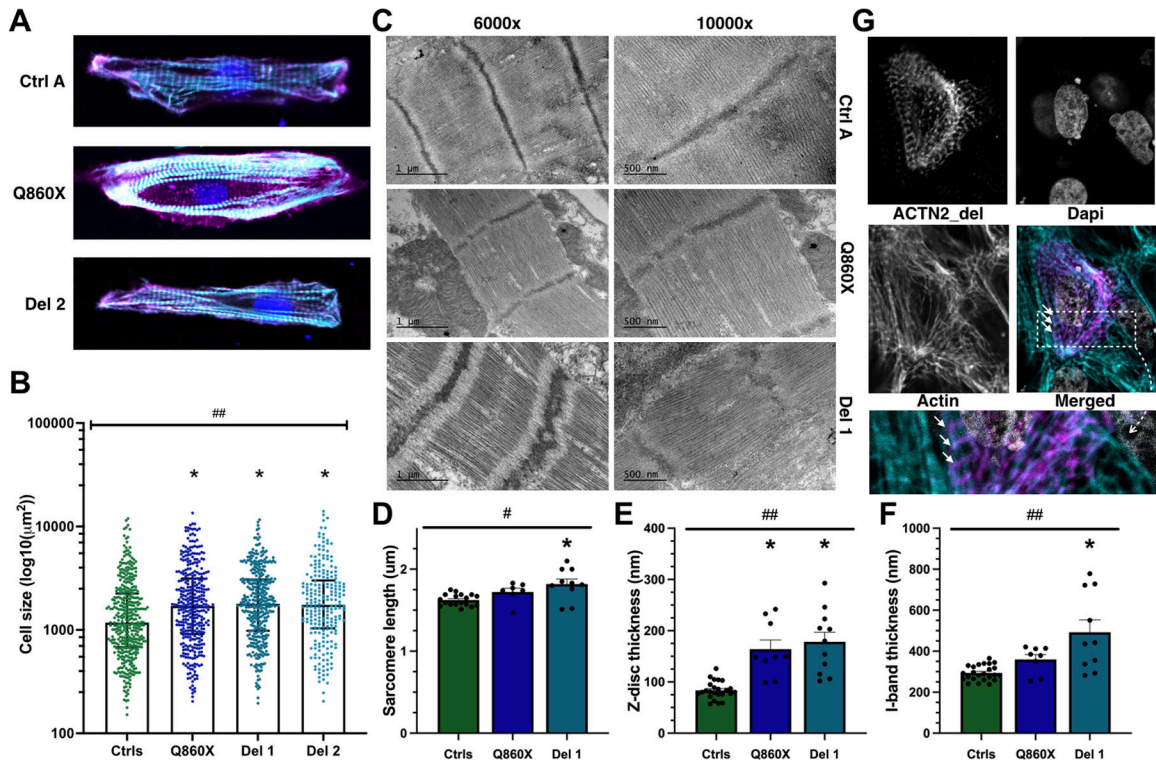 A
Ctrl A
Q860X
Del 2
B
##
Cell size (log10(μm²))
100000
10000
1000
100
*
*
*
Ctrls
Q860X
Del 1
Del 2
C
6000x
10000x
1 μm
500 nm
Ctrl A
1 μm
500 nm
Q860X
1 μm
500 nm
Del 1
D
#
*
Sarcomere length (um)
2
1
0
Ctrls
Q860X
Del 1
E
##
*
*
Z-disc thickness (nm)
400
300
200
100
0
Ctrls
Q860X
Del 1
F
##
*
I-band thickness (nm)
1000
800
600
400
200
0
Ctrls
Q860X
Del 1
G
ACTN2_del
Dapi
Actin
Merged